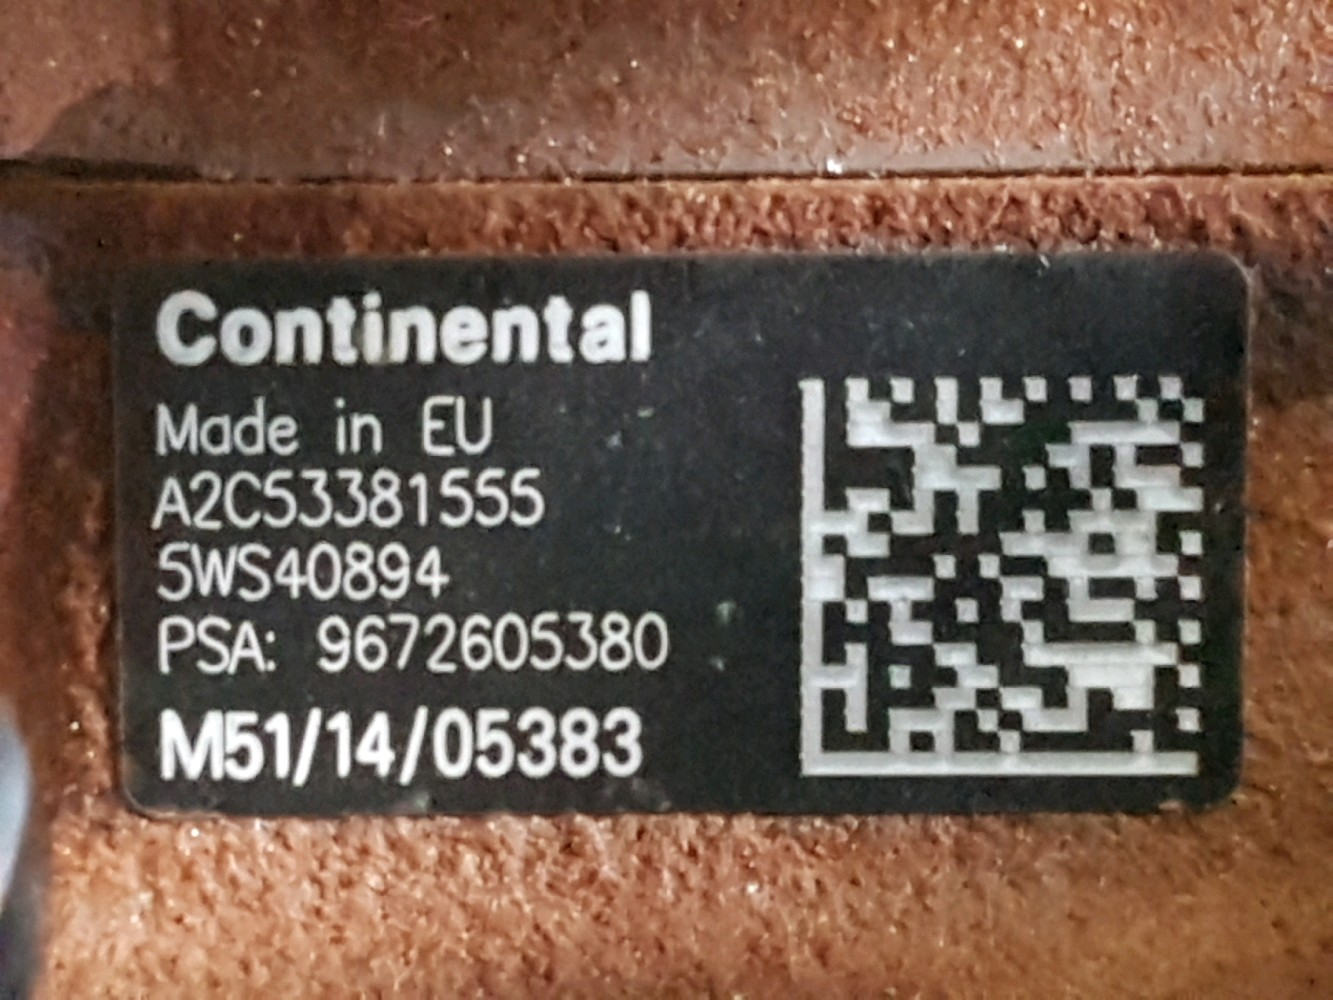 Continental
Made in EU
A2C53381555
5WS40894
PSA: 9672605380
M51/14/05383